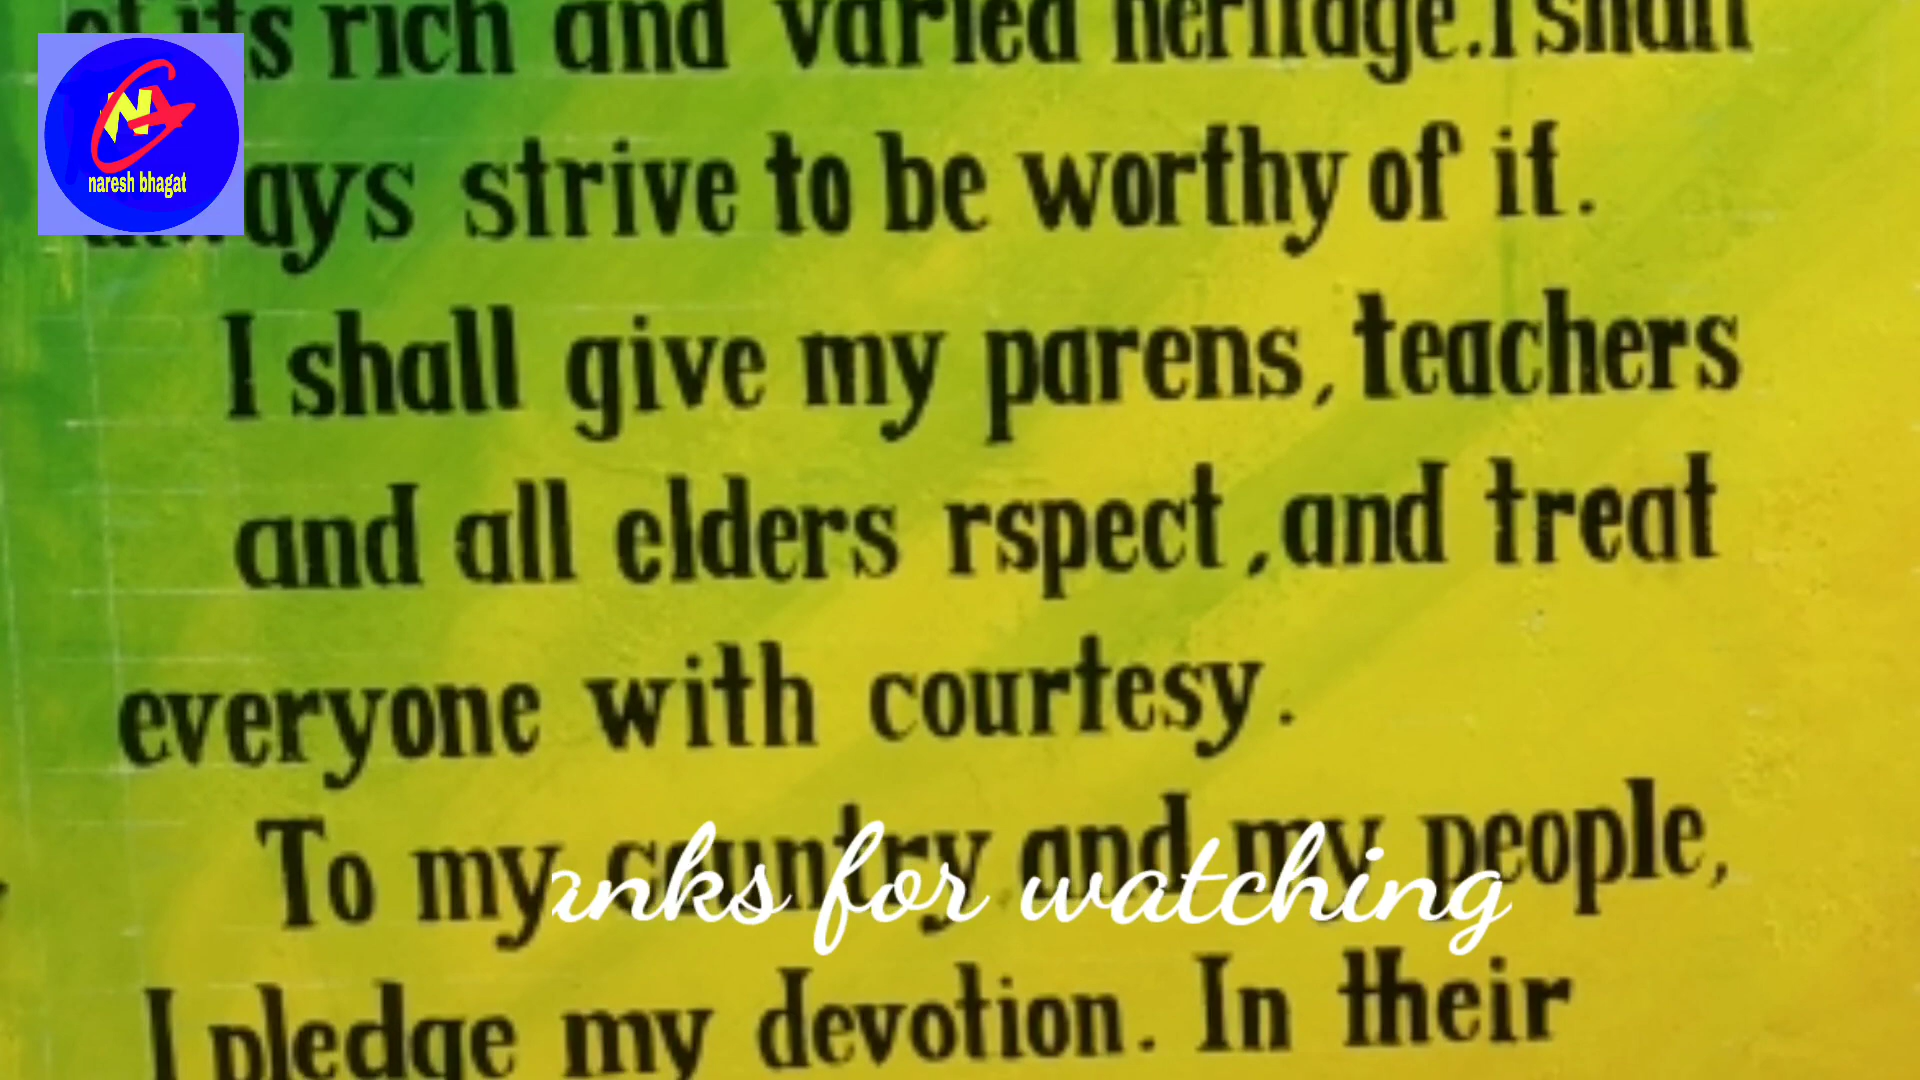 of its rich and varied heritage.I shall
always strive to be worthy of it.
I shall give my parens, teachers
and all elders rspect ,and treat
everyone with courtesy.
To my country and my people,
I pledge my devotion. In their
anks for watching
NA
naresh bhagat